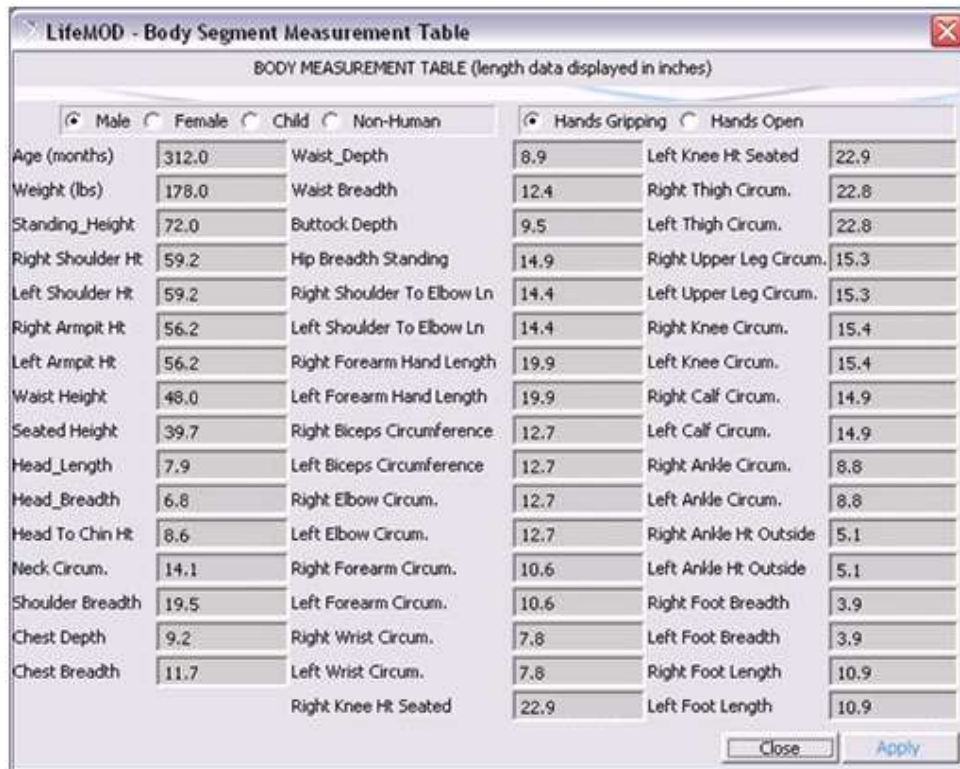 LifeMOD - Body Segment Measurement Table
BODY MEASUREMENT TABLE (length data displayed in inches)
Male Female Child Non-Human Hands Gripping Hands Open
Age (months) 312.0 Waist_Depth 8.9 Left Knee Ht Seated 22.9
Weight (lbs) 178.0 Waist Breadth 12.4 Right Thigh Circum. 22.8
Standing_Height 72.0 Buttock Depth 9.5 Left Thigh Circum. 22.8
Right Shoulder Ht 59.2 Hip Breadth Standing 14.9 Right Upper Leg Circum. 15.3
Left Shoulder Ht 59.2 Right Shoulder To Elbow Ln 14.4 Left Upper Leg Circum. 15.3
Right Armpit Ht 56.2 Left Shoulder To Elbow Ln 14.4 Right Knee Circum. 15.4
Left Armpit Ht 56.2 Right Forearm Hand Length 19.9 Left Knee Circum. 15.4
Waist Height 48.0 Left Forearm Hand Length 19.9 Right Calf Circum. 14.9
Seated Height 39.7 Right Biceps Circumference 12.7 Left Calf Circum. 14.9
Head_Length 7.9 Left Biceps Circumference 12.7 Right Ankle Circum. 8.8
Head_Breadth 6.8 Right Elbow Circum. 12.7 Left Ankle Circum. 8.8
Head To Chin Ht 8.6 Left Elbow Circum. 12.7 Right Ankle Ht Outside 5.1
Neck Circum. 14.1 Right Forearm Circum. 10.6 Left Ankle Ht Outside 5.1
Shoulder Breadth 19.5 Left Forearm Circum. 10.6 Right Foot Breadth 3.9
Chest Depth 9.2 Right Wrist Circum. 7.8 Left Foot Breadth 3.9
Chest Breadth 11.7 Left Wrist Circum. 7.8 Right Foot Length 10.9
Right Knee Ht Seated 22.9 Left Foot Length 10.9
Close Apply